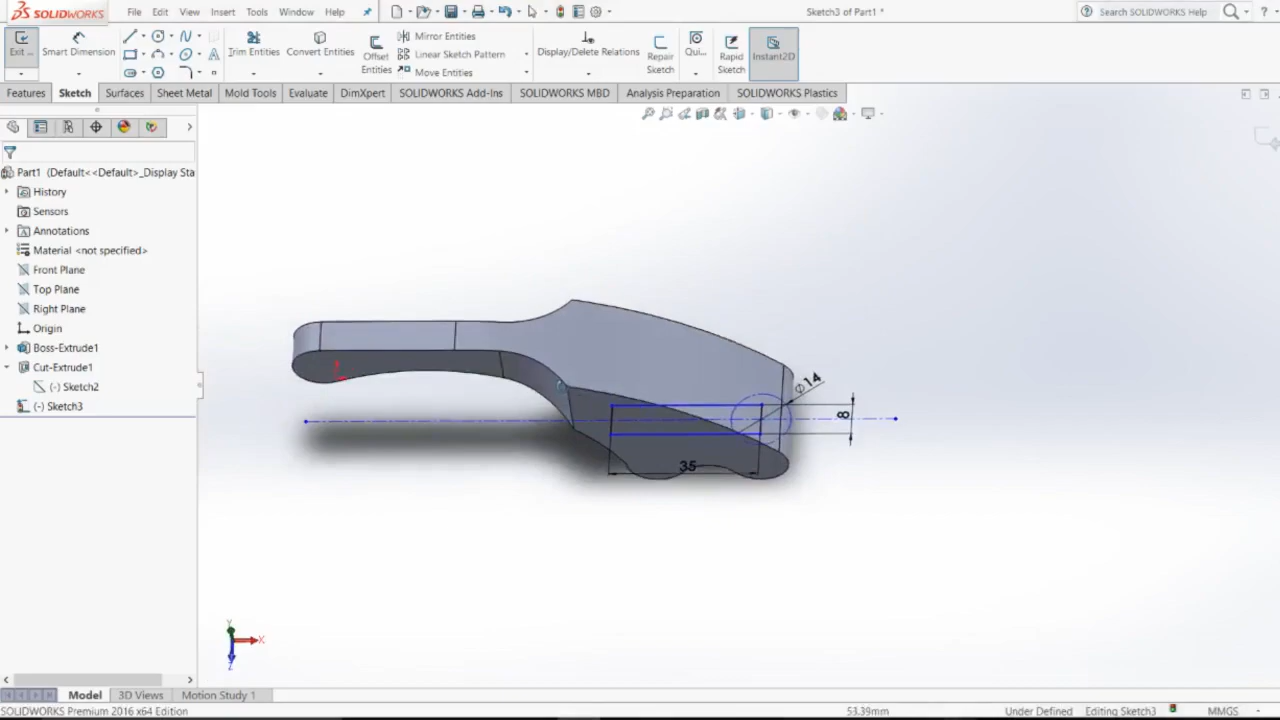 SOLIDWORKS File Edit View Insert Tools Window Help Sketch3 of Part1 * Search SOLIDWORKS Help
Exit ... Smart Dimension Trim Entities Convert Entities Offset Entities Mirror Entities Linear Sketch Pattern Move Entities Display/Delete Relations Repair Sketch Qui... Rapid Sketch Instant2D
Features Sketch Surfaces Sheet Metal Mold Tools Evaluate DimXpert SOLIDWORKS Add-Ins SOLIDWORKS MBD Analysis Preparation SOLIDWORKS Plastics
Part1 (Default<<Default>_Display Sta
History
Sensors
Annotations
Material <not specified>
Front Plane
Top Plane
Right Plane
Origin
Boss-Extrude1
Cut-Extrude1
(-) Sketch2
(-) Sketch3
Ø14
8
35
Y
X
Z
Model 3D Views Motion Study 1
SOLIDWORKS Premium 2016 x64 Edition 53.39mm Under Defined Editing Sketch3 MMGS